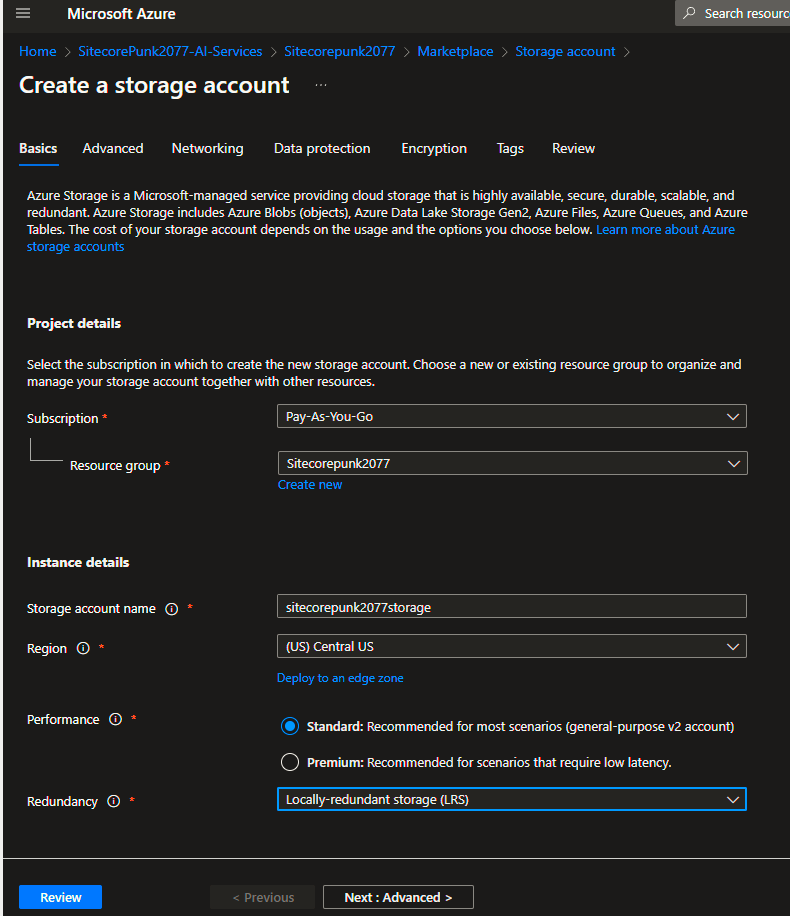 Microsoft Azure
Search resourc
Home > SitecorePunk2077-AI-Services > Sitecorepunk2077 > Marketplace > Storage account >
Create a storage account ...
Basics Advanced Networking Data protection Encryption Tags Review
Azure Storage is a Microsoft-managed service providing cloud storage that is highly available, secure, durable, scalable, and
redundant. Azure Storage includes Azure Blobs (objects), Azure Data Lake Storage Gen2, Azure Files, Azure Queues, and Azure
Tables. The cost of your storage account depends on the usage and the options you choose below. Learn more about Azure
storage accounts
Project details
Select the subscription in which to create the new storage account. Choose a new or existing resource group to organize and
manage your storage account together with other resources.
Subscription * Pay-As-You-Go
Resource group * Sitecorepunk2077
Create new
Instance details
Storage account name * sitecorepunk2077storage
Region * (US) Central US
Deploy to an edge zone
Performance * Standard: Recommended for most scenarios (general-purpose v2 account)
Premium: Recommended for scenarios that require low latency.
Redundancy * Locally-redundant storage (LRS)
Review < Previous Next : Advanced >